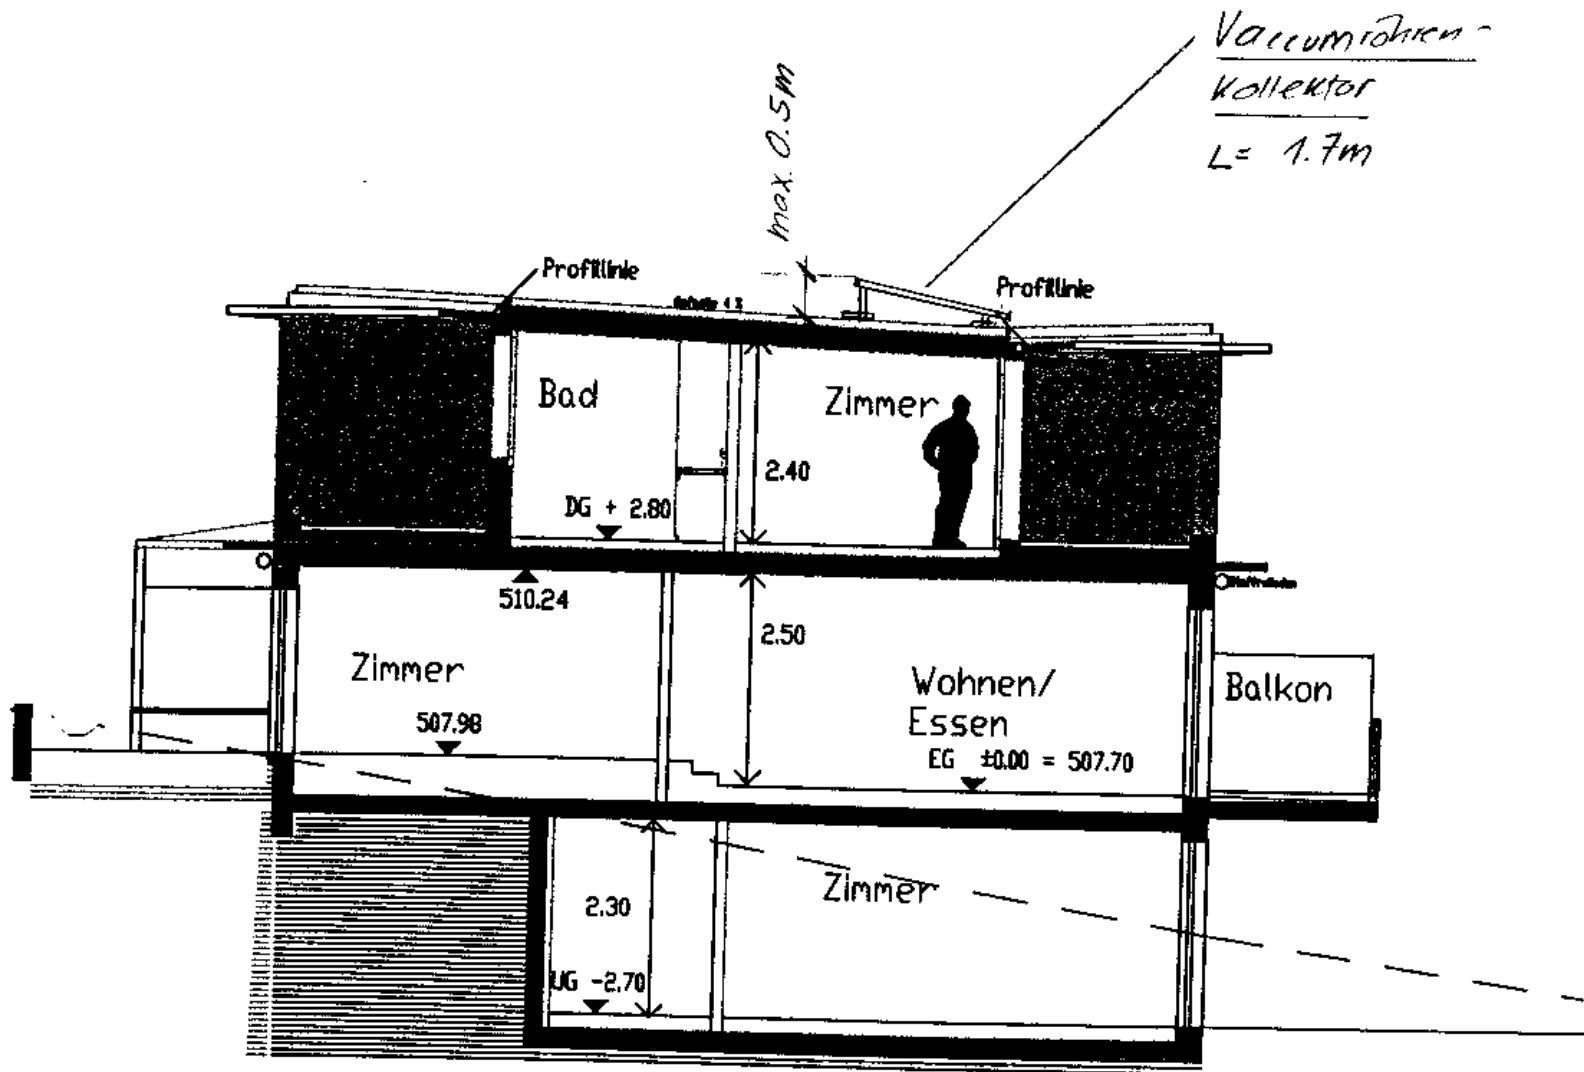 Vaccumröhren-
Kollektor
L= 1.7m
max. 0.5m
Profillinie
Profillinie
Bad
Zimmer
2.40
DG + 2.80
510.24
2.50
Zimmer
Wohnen/
Essen
Balkon
507.98
EG ±0.00 = 507.70
Zimmer
2.30
UG -2.70